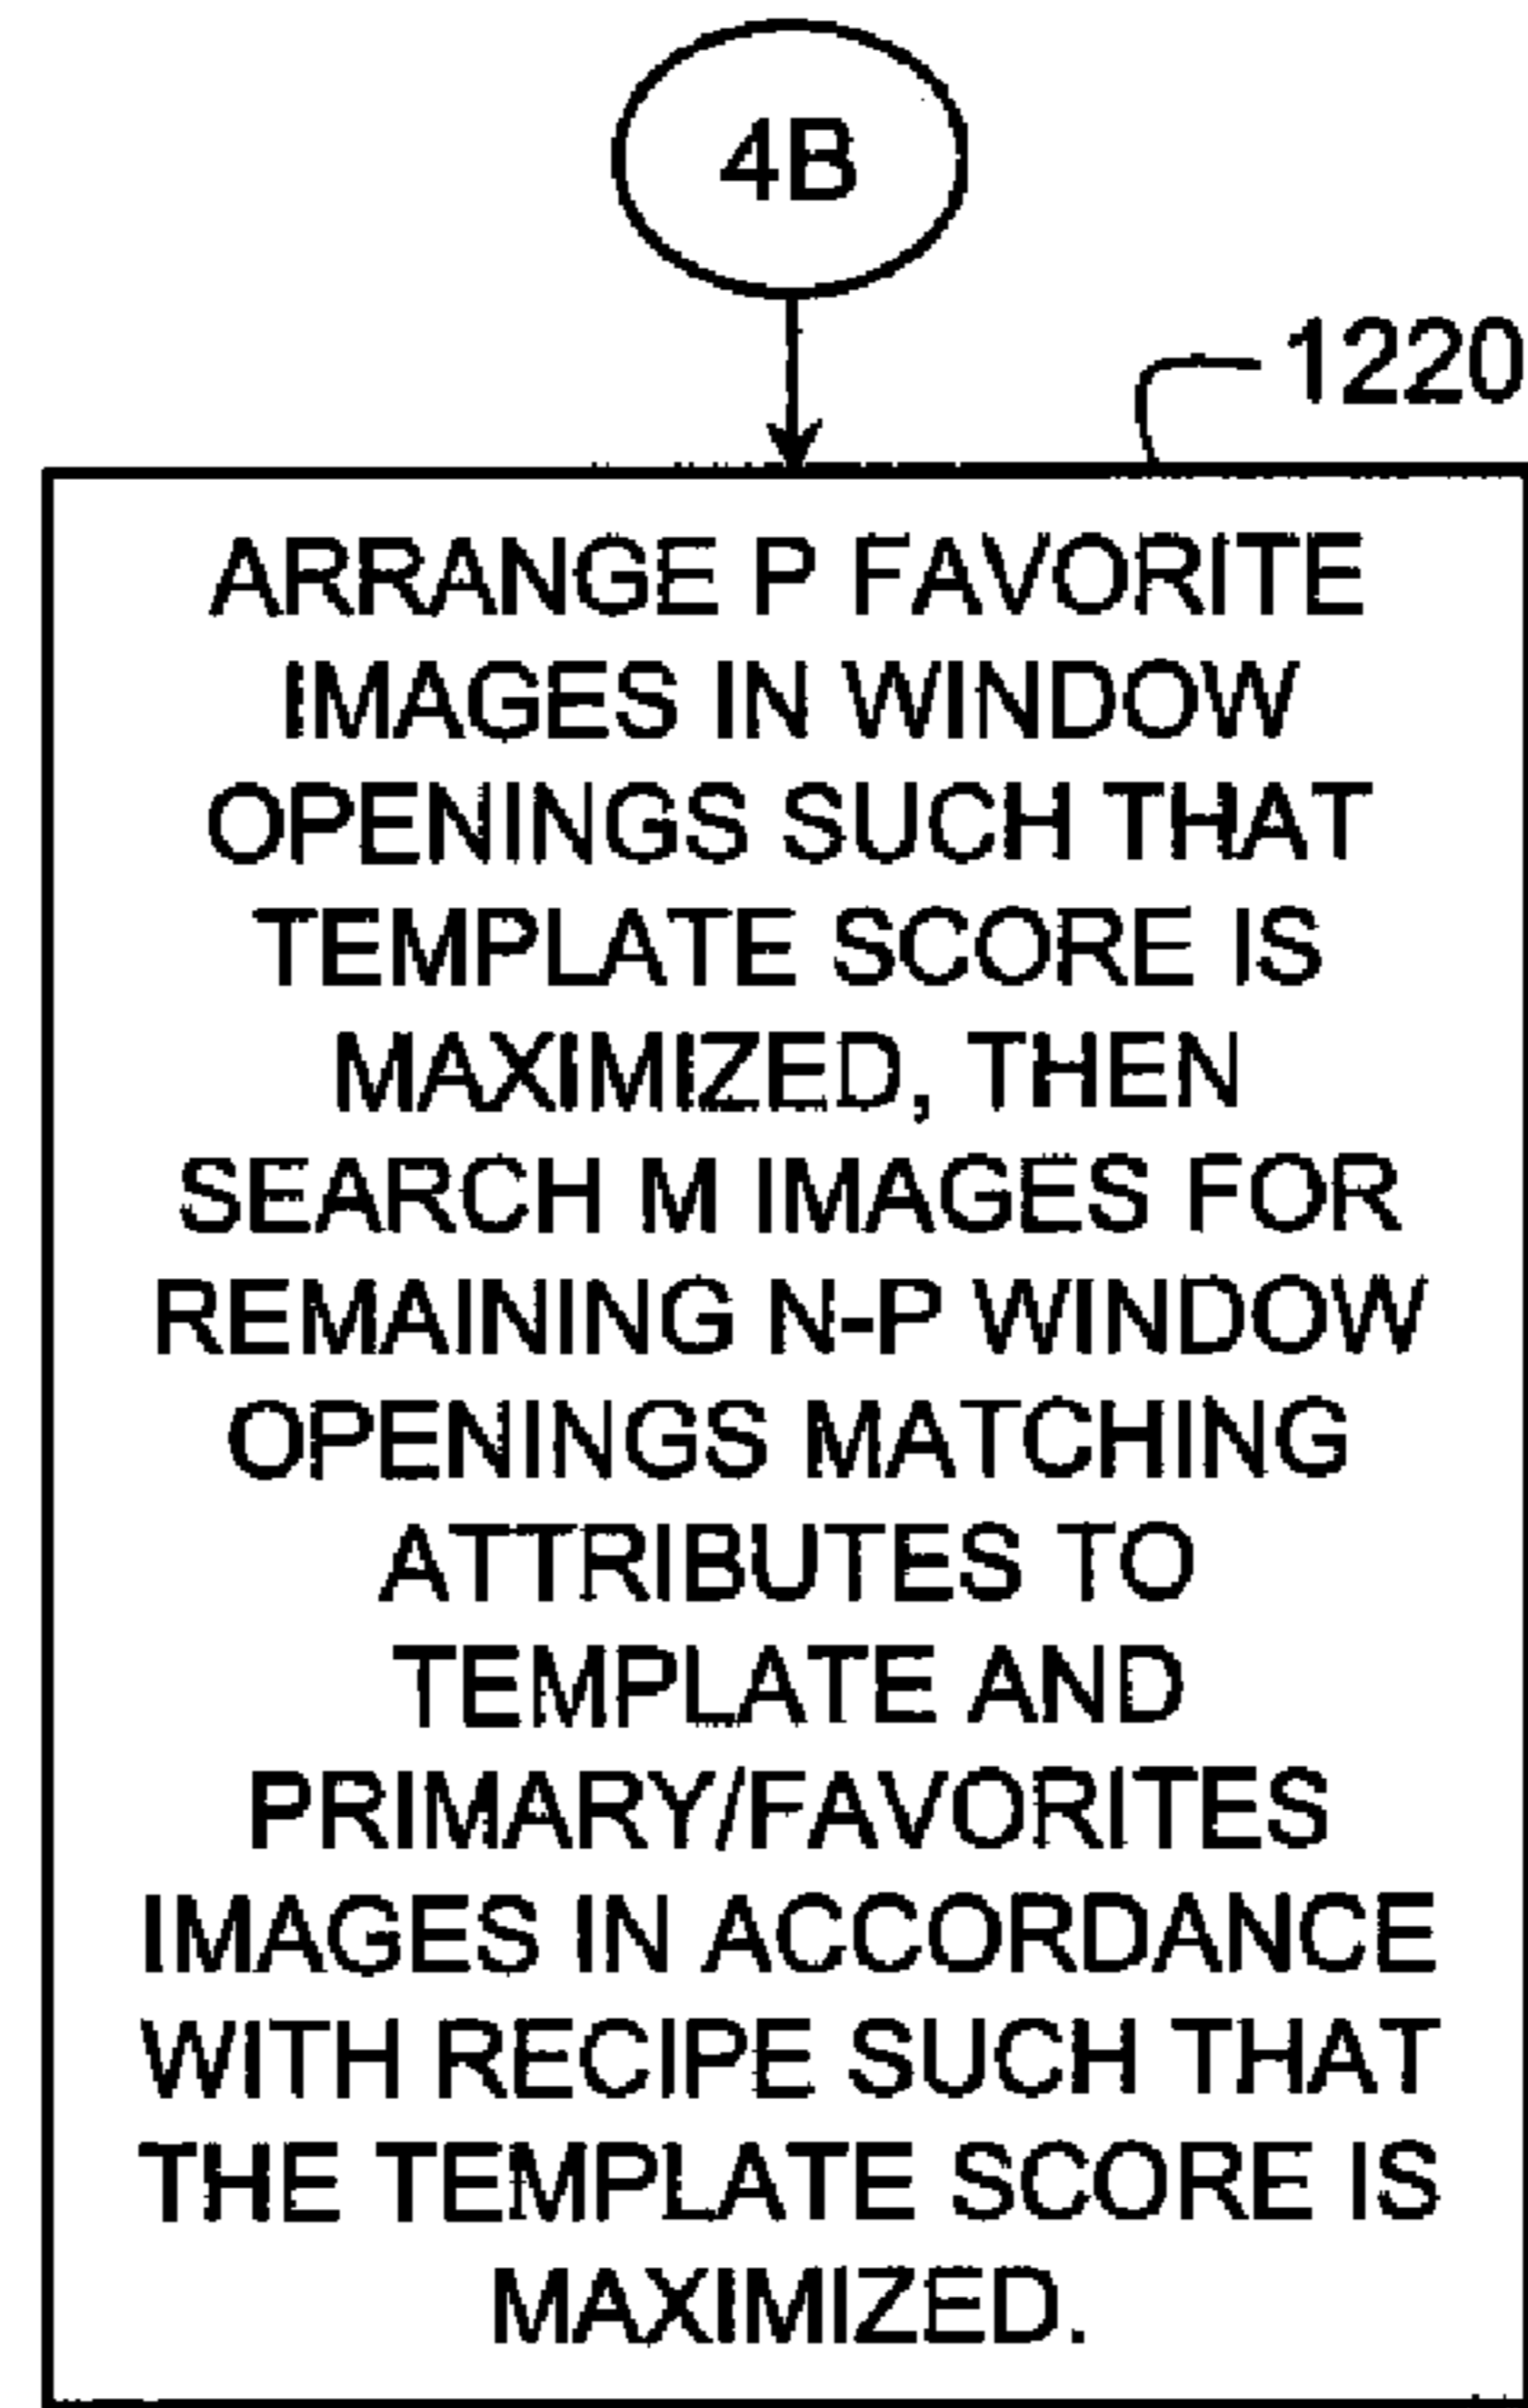 4B
1220
ARRANGE P FAVORITE
IMAGES IN WINDOW
OPENINGS SUCH THAT
TEMPLATE SCORE IS
MAXIMIZED, THEN
SEARCH M IMAGES FOR
REMAINING N-P WINDOW
OPENINGS MATCHING
ATTRIBUTES TO
TEMPLATE AND
PRIMARY/FAVORITES
IMAGES IN ACCORDANCE
WITH RECIPE SUCH THAT
THE TEMPLATE SCORE IS
MAXIMIZED.